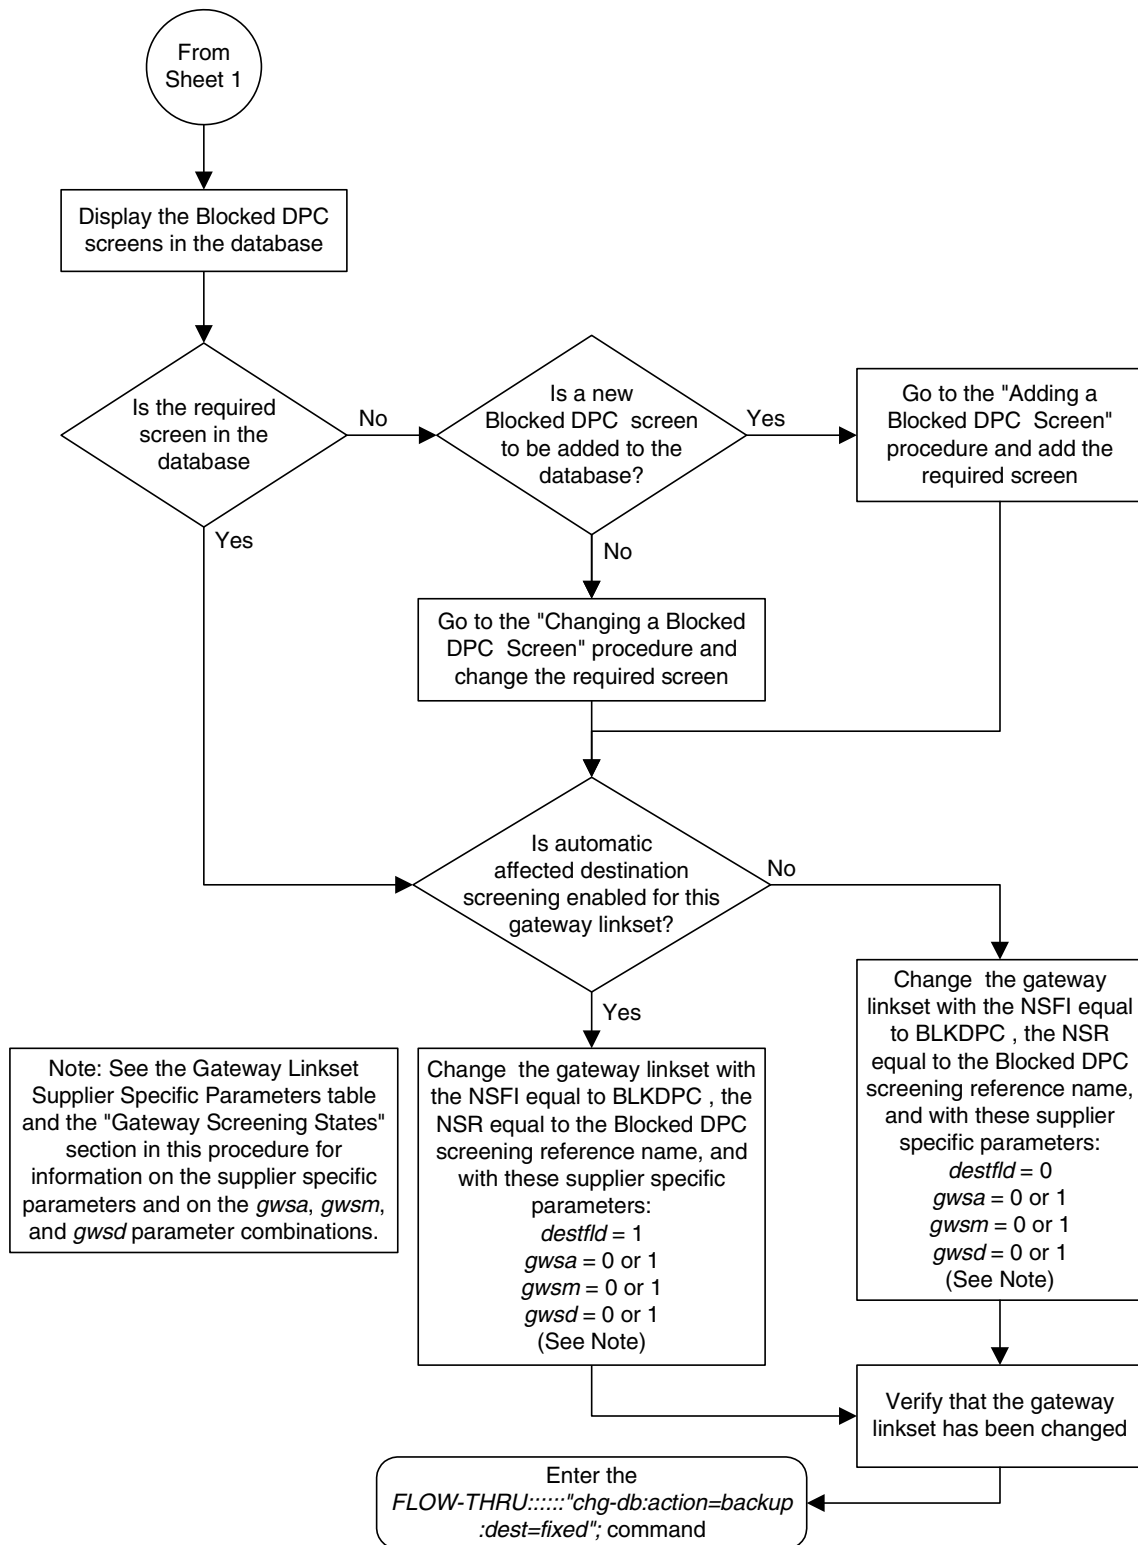 From
Sheet 1
Display the Blocked DPC
screens in the database
Is the required
screen in the
database
No
Yes
Is a new
Blocked DPC screen
to be added to the
database?
Yes
No
Go to the "Adding a
Blocked DPC Screen"
procedure and add the
required screen
Go to the "Changing a Blocked
DPC Screen" procedure and
change the required screen
Is automatic
affected destination
screening enabled for this
gateway linkset?
No
Yes
Change the gateway
linkset with the NSFI equal
to BLKDPC , the NSR
equal to the Blocked DPC
screening reference name,
and with these supplier
specific parameters:
destfld = 0
gwsa = 0 or 1
gwsm = 0 or 1
gwsd = 0 or 1
(See Note)
Note: See the Gateway Linkset
Supplier Specific Parameters table
and the "Gateway Screening States"
section in this procedure for
information on the supplier specific
parameters and on the gwsa, gwsm,
and gwsd parameter combinations.
Change the gateway linkset with
the NSFI equal to BLKDPC , the
NSR equal to the Blocked DPC
screening reference name, and
with these supplier specific
parameters:
destfld = 1
gwsa = 0 or 1
gwsm = 0 or 1
gwsd = 0 or 1
(See Note)
Verify that the gateway
linkset has been changed
Enter the
FLOW-THRU::::::"chg-db:action=backup
:dest=fixed"; command